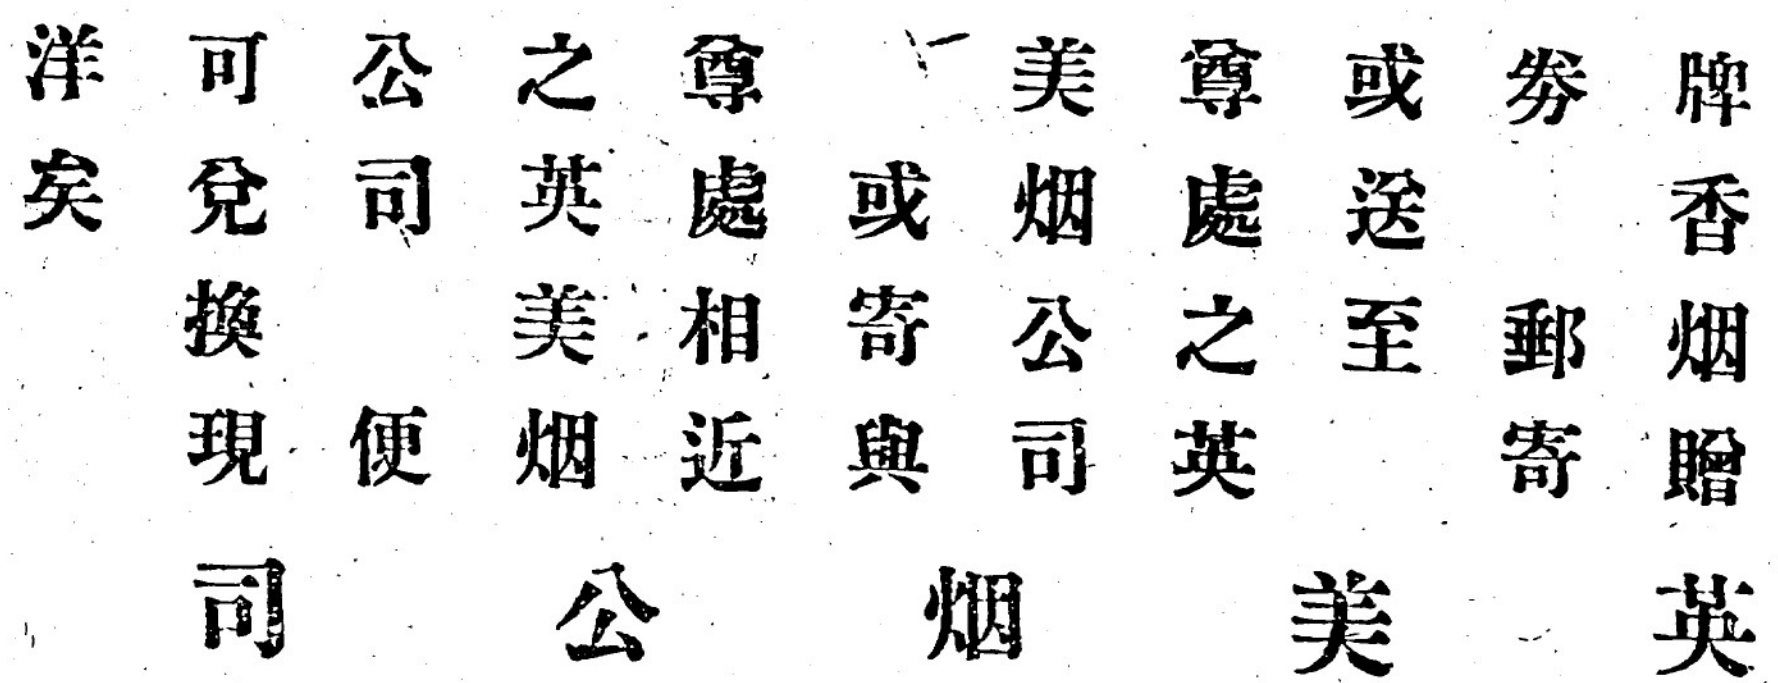 牌香烟贈
劵 郵寄
或送至
尊處之英
美烟公司
或寄與
尊處相近
之英美烟
公司 便
可兌換現
洋矣
英美烟公司